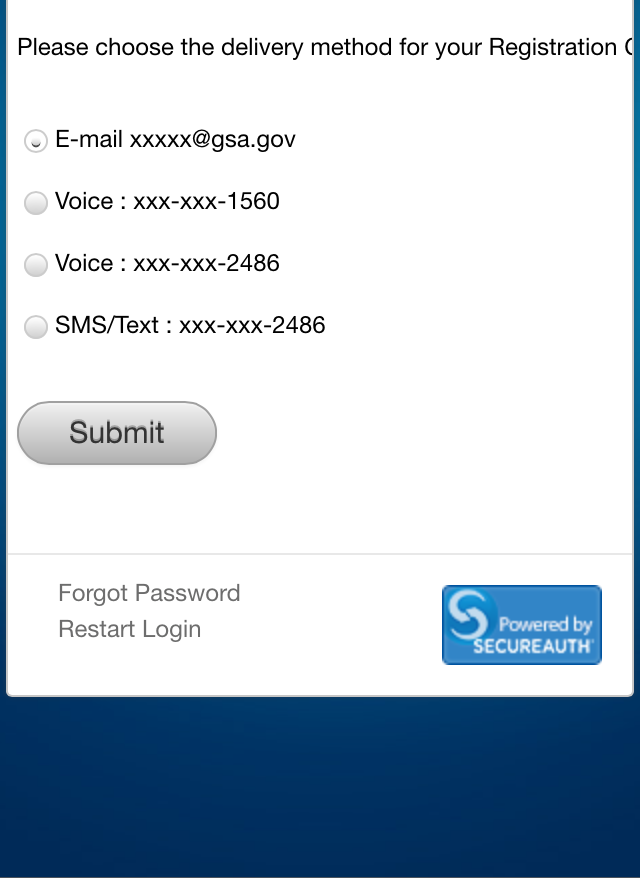 Please choose the delivery method for your Registration
E-mail xxxxx@gsa.gov
Voice : xxx-xxx-1560
Voice : xxx-xxx-2486
SMS/Text : xxx-xxx-2486
Submit
Forgot Password
Restart Login
Powered by
SECUREAUTH